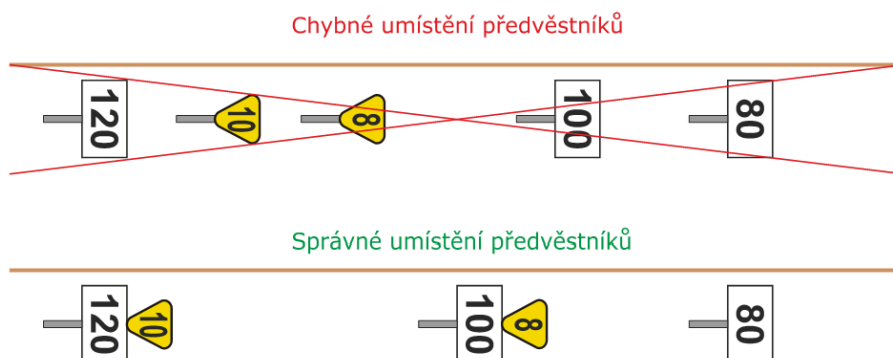 Chybné umístění předvěstníků
120 10 8 100 80
Správné umístění předvěstníků
120 10 100 8 80